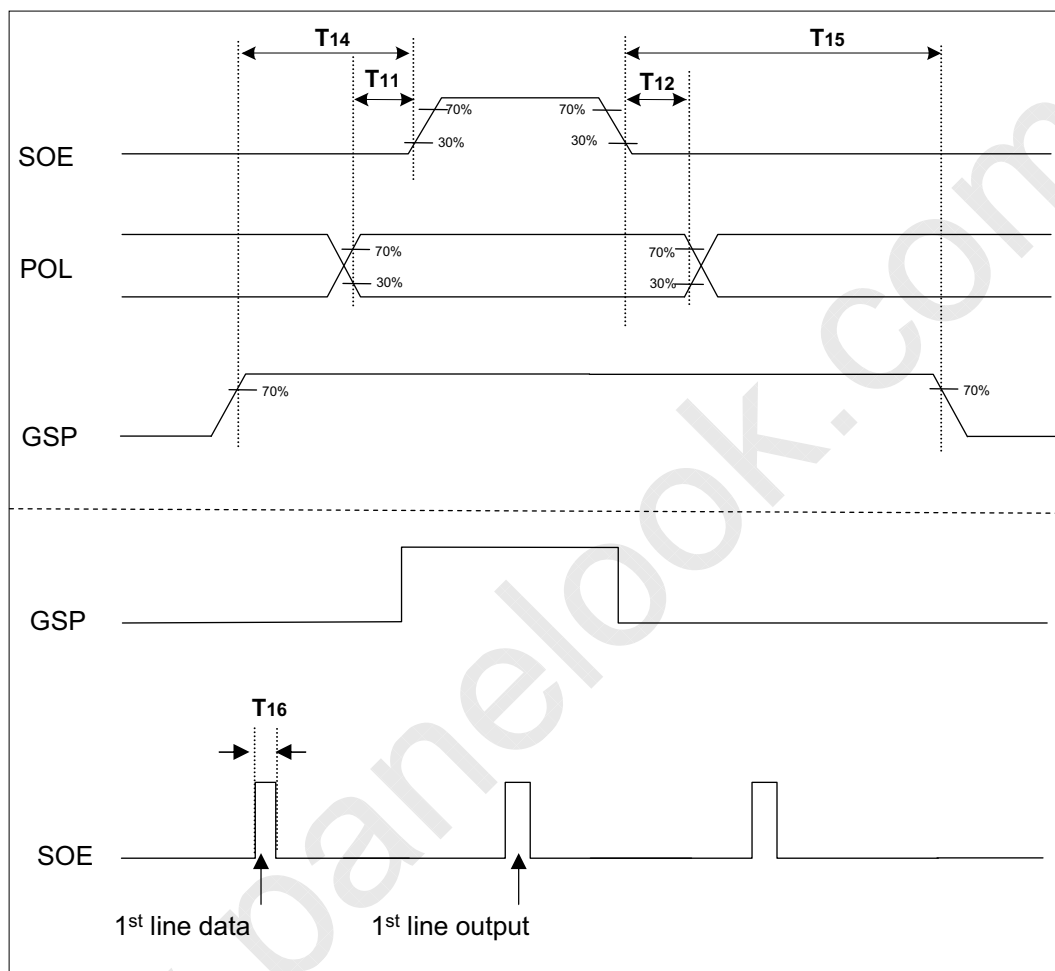 T14
T15
T11
T12
70%
70%
30%
30%
SOE
70%
70%
POL
30%
30%
70%
70%
GSP
GSP
T16
SOE
1st line data
1st line output
panelook.com